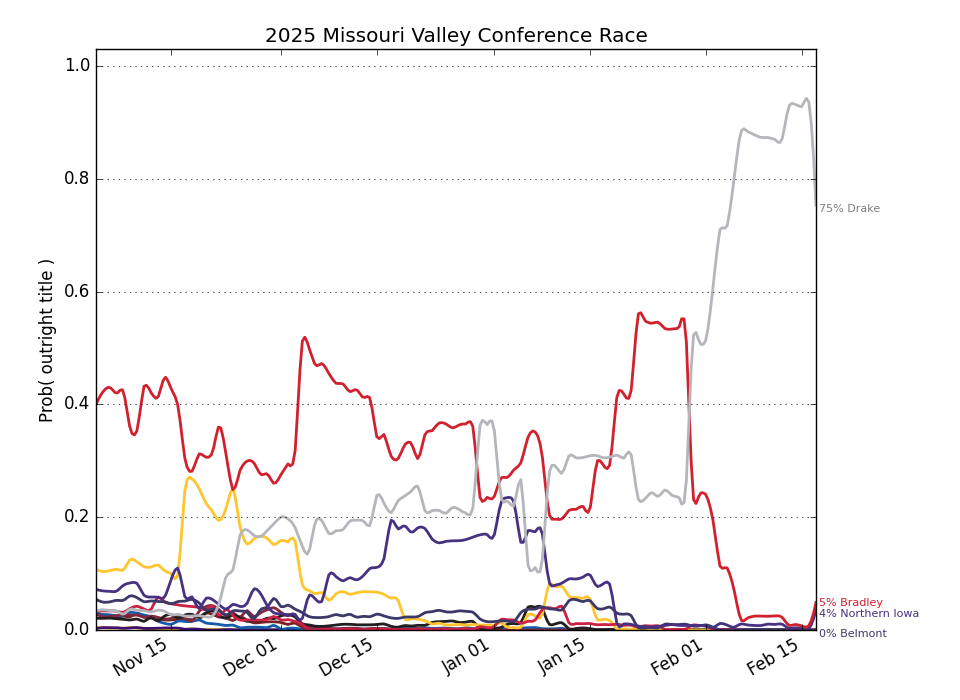 2025 Missouri Valley Conference Race
1.0
0.8
0.6
0.4
0.2
0.0
Prob( outright title )
75% Drake
5% Bradley
4% Northern Iowa
0% Belmont
Nov 15
Dec 01
Dec 15
Jan 01
Jan 15
Feb 01
Feb 15